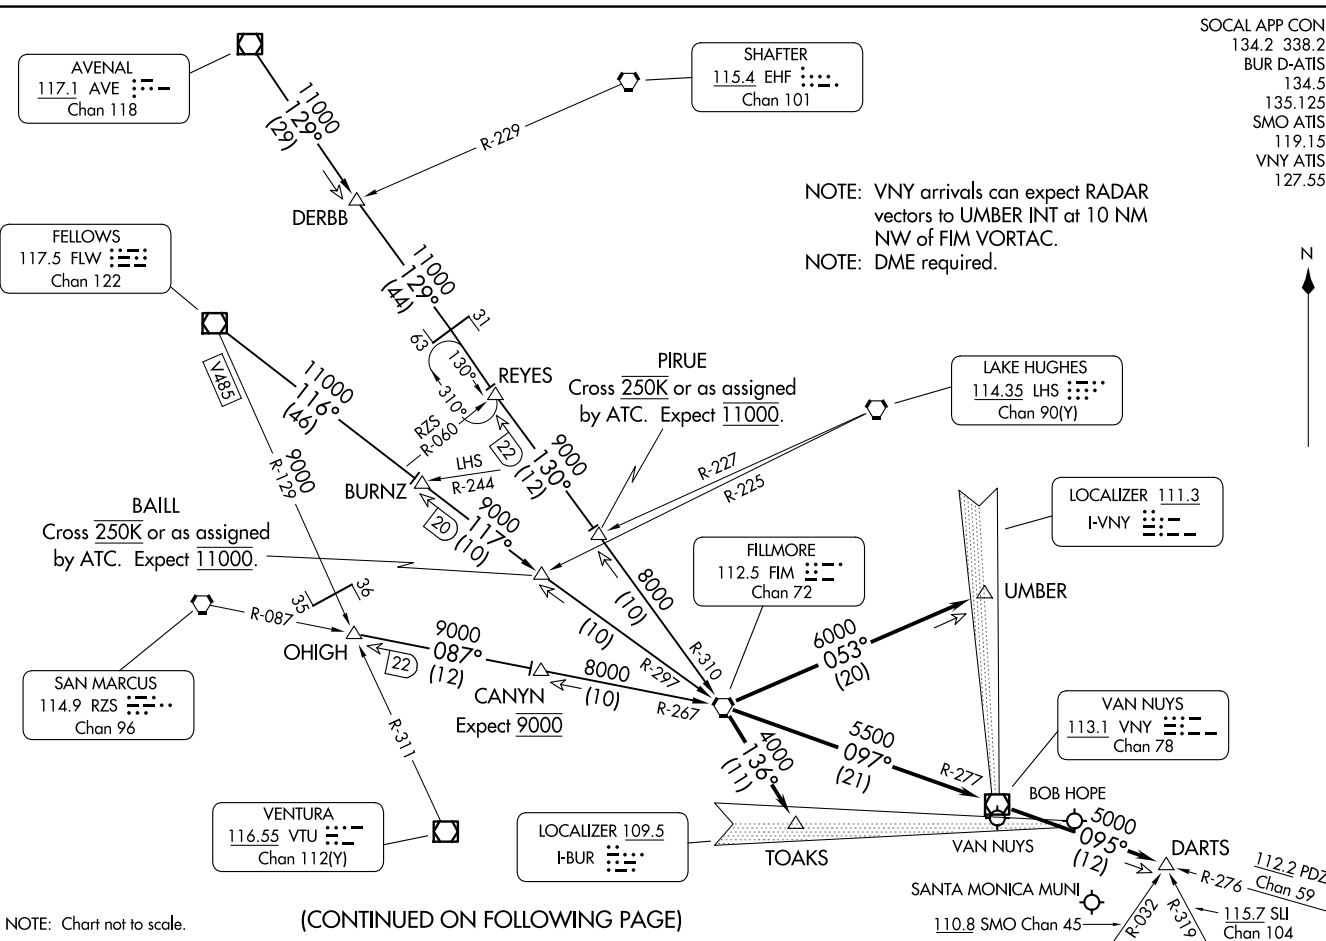 SOCAL APP CON
134.2 338.2
BUR D-ATIS
134.5
135.125
SMO ATIS
119.15
VNY ATIS
127.55
AVENAL
117.1 AVE
Chan 118
SHAFTER
115.4 EHF
Chan 101
11000
129°
(29)
R-229
DERBB
NOTE: VNY arrivals can expect RADAR
vectors to UMBER INT at 10 NM
NW of FIM VORTAC.
NOTE: DME required.
N
FELLOWS
117.5 FLW
Chan 122
11000
129°
(44)
63
31
130°
310°
REYES
RZS
R-060
22
PIRUE
Cross 250K or as assigned
by ATC. Expect 11000.
LAKE HUGHES
114.35 LHS
Chan 90(Y)
V485
11000
116°
(46)
9000
R-129
BURNZ
LHS
R-244
20
9000
130°
(12)
R-227
R-225
BAILL
Cross 250K or as assigned
by ATC. Expect 11000.
9000
117°
(10)
LOCALIZER 111.3
I-VNY
FILLMORE
112.5 FIM
Chan 72
UMBER
8000
(10)
R-310
(10)
R-297
R-087
35
36
OHIGH
22
9000
087°
(12)
CANYN
Expect 9000
8000
(10)
R-267
6000
053°
(20)
SAN MARCUS
114.9 RZS
Chan 96
R-311
VAN NUYS
113.1 VNY
Chan 78
5500
097°
(21)
R-277
4000
136°
(11)
VENTURA
116.55 VTU
Chan 112(Y)
LOCALIZER 109.5
I-BUR
TOAKS
VAN NUYS
BOB HOPE
5000
095°
(12)
DARTS
112.2 PDZ
Chan 59
R-276
SANTA MONICA MUNI
110.8 SMO Chan 45
R-032
R-319
115.7 SLI
Chan 104
NOTE: Chart not to scale.
(CONTINUED ON FOLLOWING PAGE)